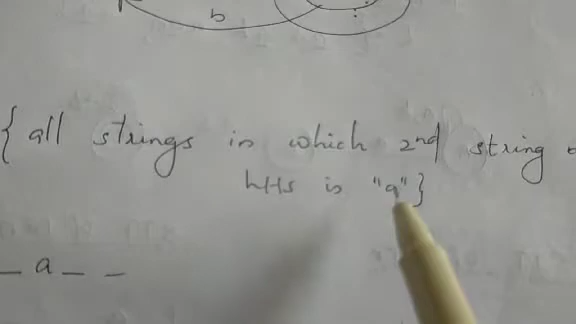 b
{ all strings in which 2nd string
LHS is "a" }
_ a _ _